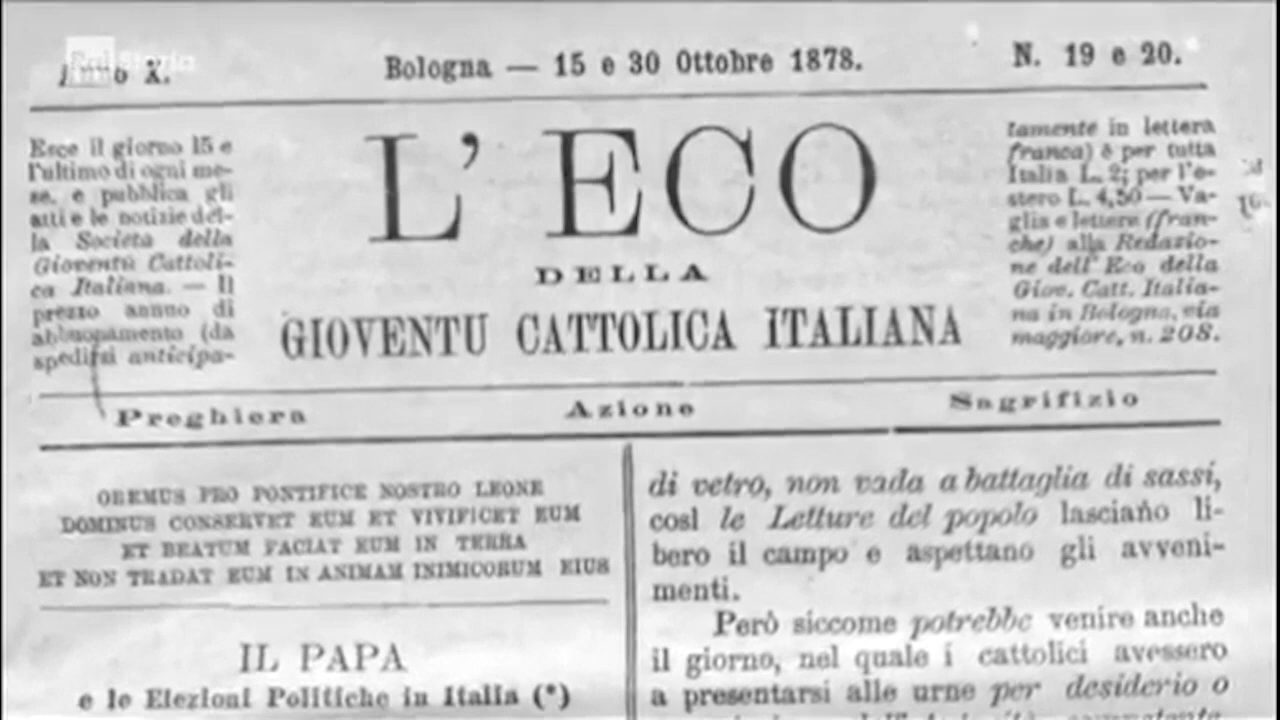 Rai Storia
Anno X.
Bologna — 15 e 30 Ottobre 1878.
N. 19 e 20.
Esce il giorno 15 e
l'ultimo di ogni me-
se, e pubblica gli
atti e le notizie del-
la Società della
Gioventù Cattoli-
ca Italiana. — Il
prezzo annuo di
abbuonamento (da
spedirsi anticipa-
L' ECO
DELLA
GIOVENTU CATTOLICA ITALIANA
tamente in lettera
franca) è per tutta
Italia L. 2; per l'e-
stero L. 4,50 — Va-
glia e lettere (fran-
che) alla Redazio-
ne dell' Eco della
Giov. Catt. Italia-
na in Bologna, via
maggiore, n. 208.
Preghiera
Azione
Sagrifizio
OREMUS PRO PONTIFICE NOSTRO LEONE
DOMINUS CONSERVET EUM ET VIVIFICET EUM
ET BEATUM FACIAT EUM IN TERRA
ET NON TRADAT EUM IN ANIMAM INIMICORUM EIUS
IL PAPA
e le Elezioni Politiche in Italia (*)
di vetro, non vada a battaglia di sassi,
così le Letture del popolo lasciano li-
bero il campo e aspettano gli avveni-
menti.
Però siccome potrebbe venire anche
il giorno, nel quale i cattolici avessero
a presentarsi alle urne per desiderio o